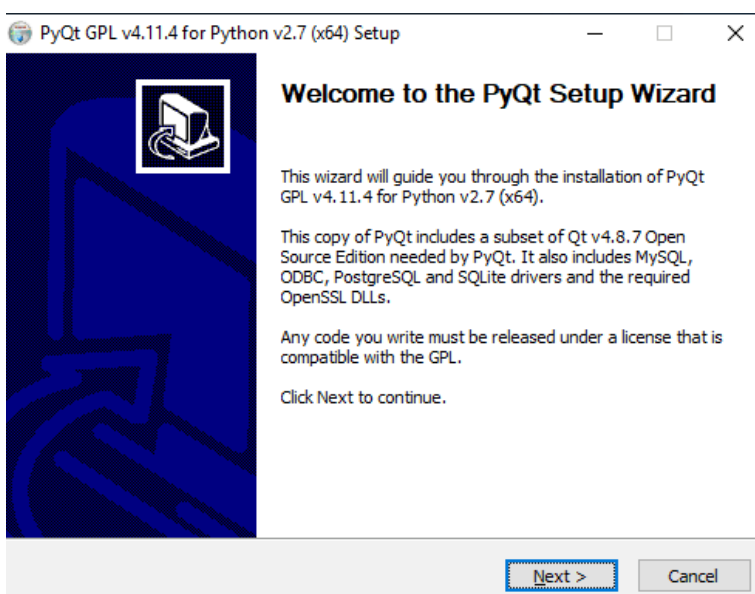 PyQt GPL v4.11.4 for Python v2.7 (x64) Setup
Welcome to the PyQt Setup Wizard
This wizard will guide you through the installation of PyQt
GPL v4.11.4 for Python v2.7 (x64).
This copy of PyQt includes a subset of Qt v4.8.7 Open
Source Edition needed by PyQt. It also includes MySQL,
ODBC, PostgreSQL and SQLite drivers and the required
OpenSSL DLLs.
Any code you write must be released under a license that is
compatible with the GPL.
Click Next to continue.
Next >
Cancel